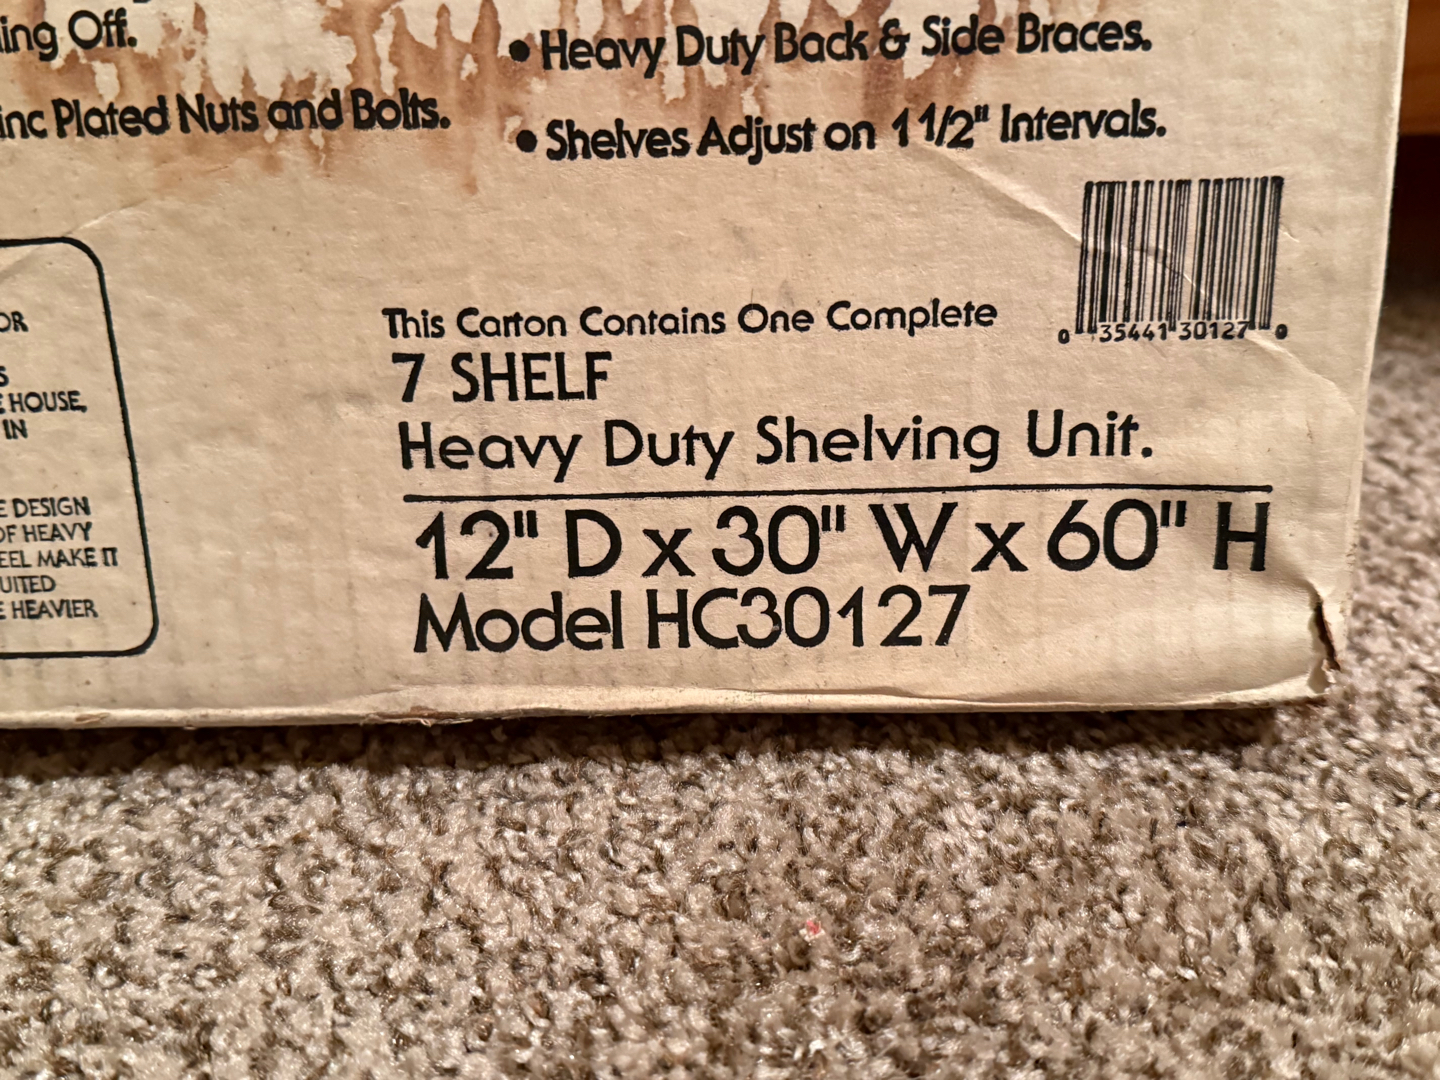 ing Off.
inc Plated Nuts and Bolts.
• Heavy Duty Back & Side Braces.
• Shelves Adjust on 1 1/2" Intervals.
0 35441 30127 0
OR
S
E HOUSE,
IN
E DESIGN
OF HEAVY
EEL MAKE IT
UITED
E HEAVIER
This Carton Contains One Complete
7 SHELF
Heavy Duty Shelving Unit.
12" D x 30" W x 60" H
Model HC30127